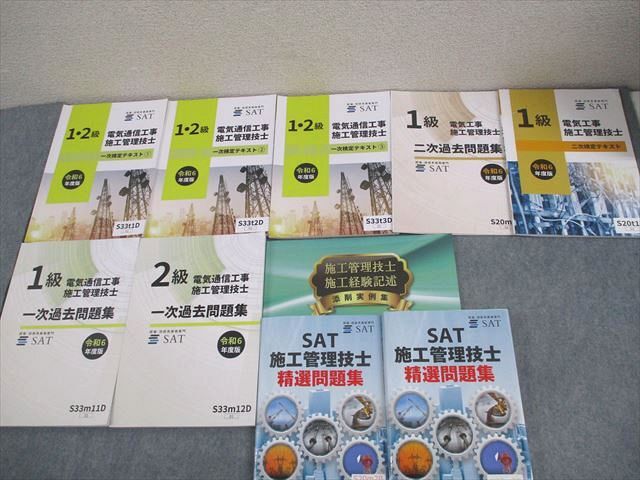 SAT
1・2級
電気通信工事
施工管理技士
一次検定テキスト①
令和6
年度版
S33t1D
SAT
1・2級
電気通信工事
施工管理技士
一次検定テキスト②
令和6
年度版
S33t2D
SAT
1・2級
電気通信工事
施工管理技士
一次検定テキスト③
令和6
年度版
S33t3D
SAT
1級
電気通信工事
施工管理技士
二次過去問題集
令和6
年度版
S20m
SAT
1級
電気通信工事
施工管理技士
二次検定テキスト
令和6
年度版
S20t1
1級
電気通信工事
施工管理技士
一次過去問題集
SAT
令和6
年度版
S33m11D
2級
電気通信工事
施工管理技士
一次過去問題集
SAT
令和6
年度版
S33m12D
施工管理技士
施工経験記述
添削実例集
SAT
SAT
施工管理技士
精選問題集
SAT
SAT
施工管理技士
精選問題集